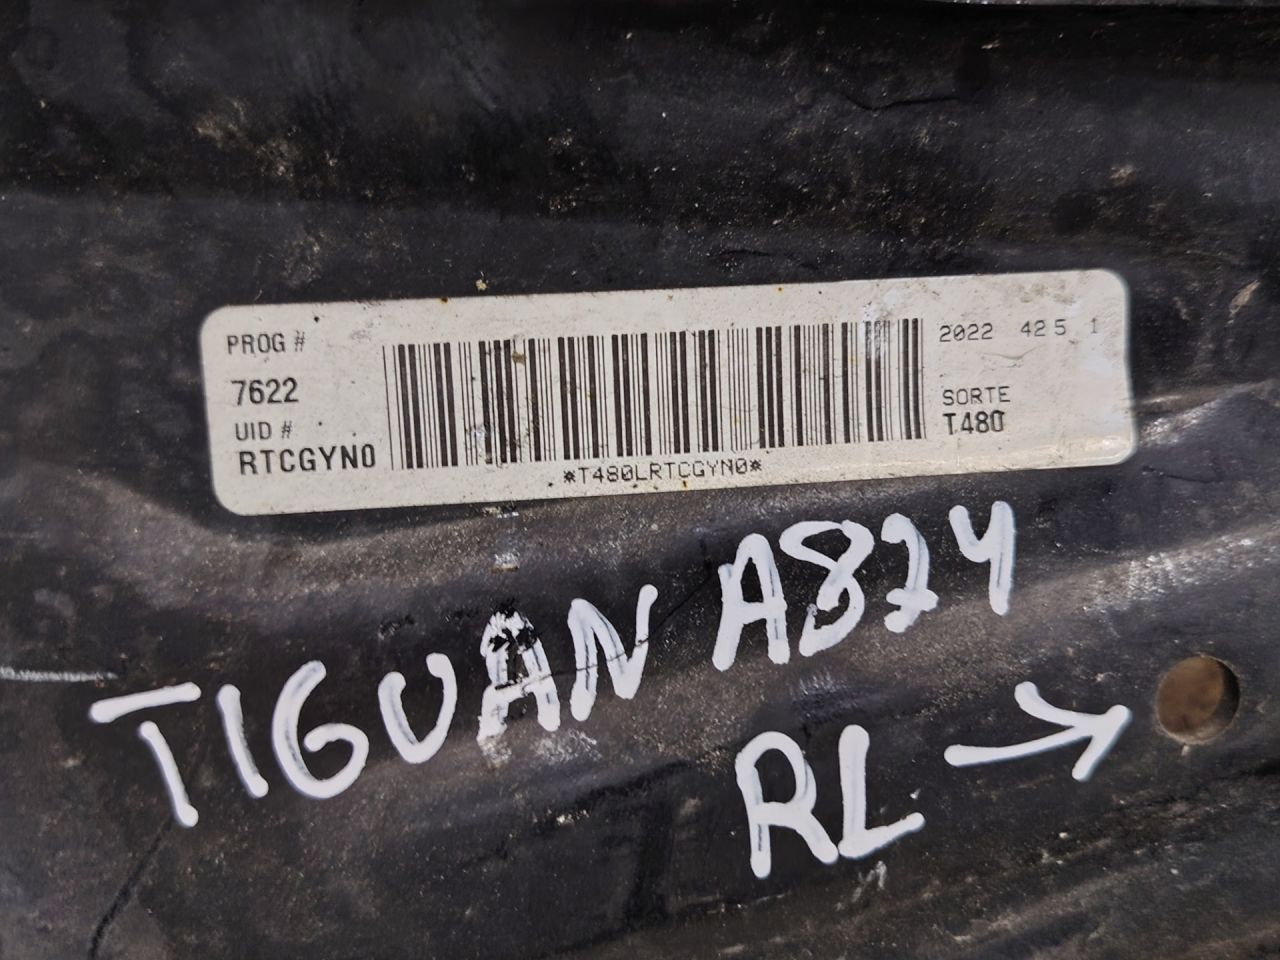 PROG #
7622
UID #
RTCGYN0
*T480LRTCGYN0*
2022 42 5 1
SORTE
T480
TIGUAN A874
RL →